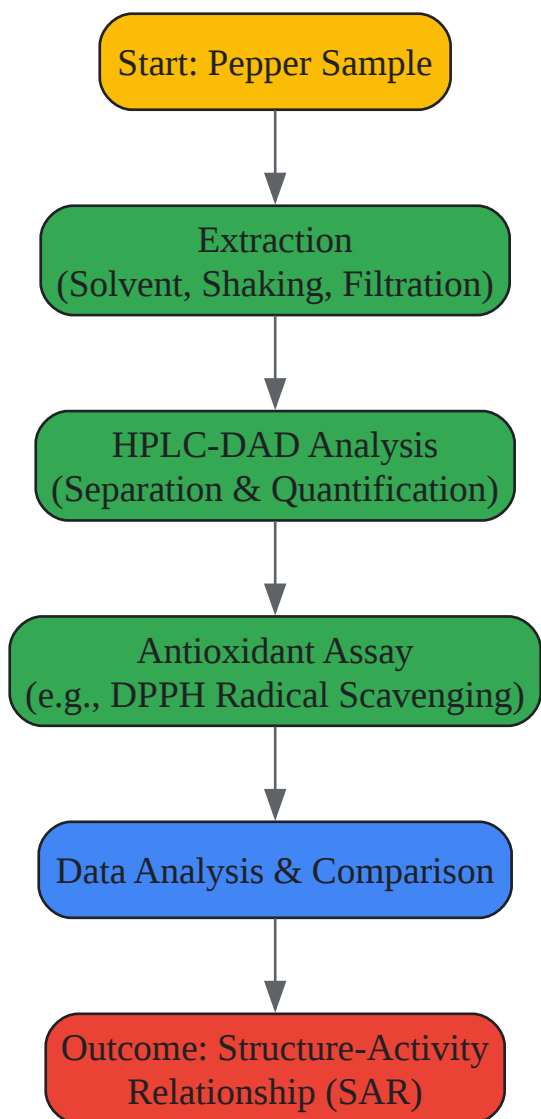 Start: Pepper Sample
Extraction
(Solvent, Shaking, Filtration)
HPLC-DAD Analysis
(Separation & Quantification)
Antioxidant Assay
(e.g., DPPH Radical Scavenging)
Data Analysis & Comparison
Outcome: Structure-Activity
Relationship (SAR)